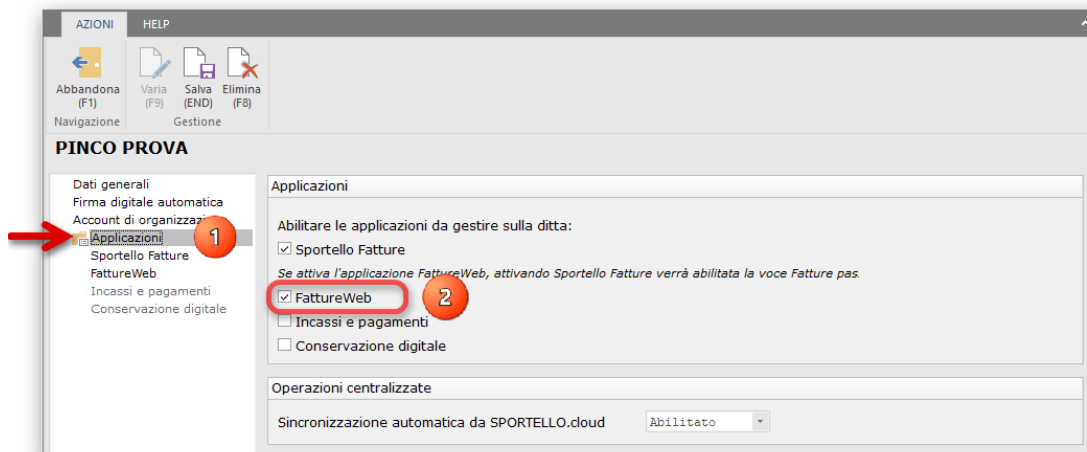 AZIONI HELP
Abbandona (F1) Varia (F9) Salva (END) Elimina (F8)
Navigazione Gestione
PINCO PROVA
Dati generali
Firma digitale automatica
Account di
Applicazioni
Sportello Fatture
FattureWeb
Incassi e pagamenti
Conservazione digitale
1
Applicazioni
Abilitare le applicazioni da gestire sulla ditta:
Sportello Fatture
Se attiva l'applicazione FattureWeb, attivando Sportello Fatture verrà abilitata la voce Fatture pas
FattureWeb
2
Incassi e pagamenti
Conservazione digitale
Operazioni centralizzate
Sincronizzazione automatica da SPORTELLO.cloud Abilitato